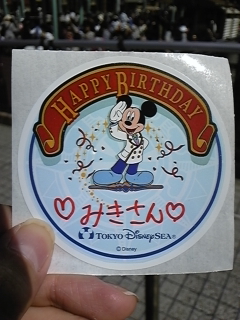 HAPPY BIRTHDAY
♡みきさん♡
TOKYO DISNEYSEA®
©Disney